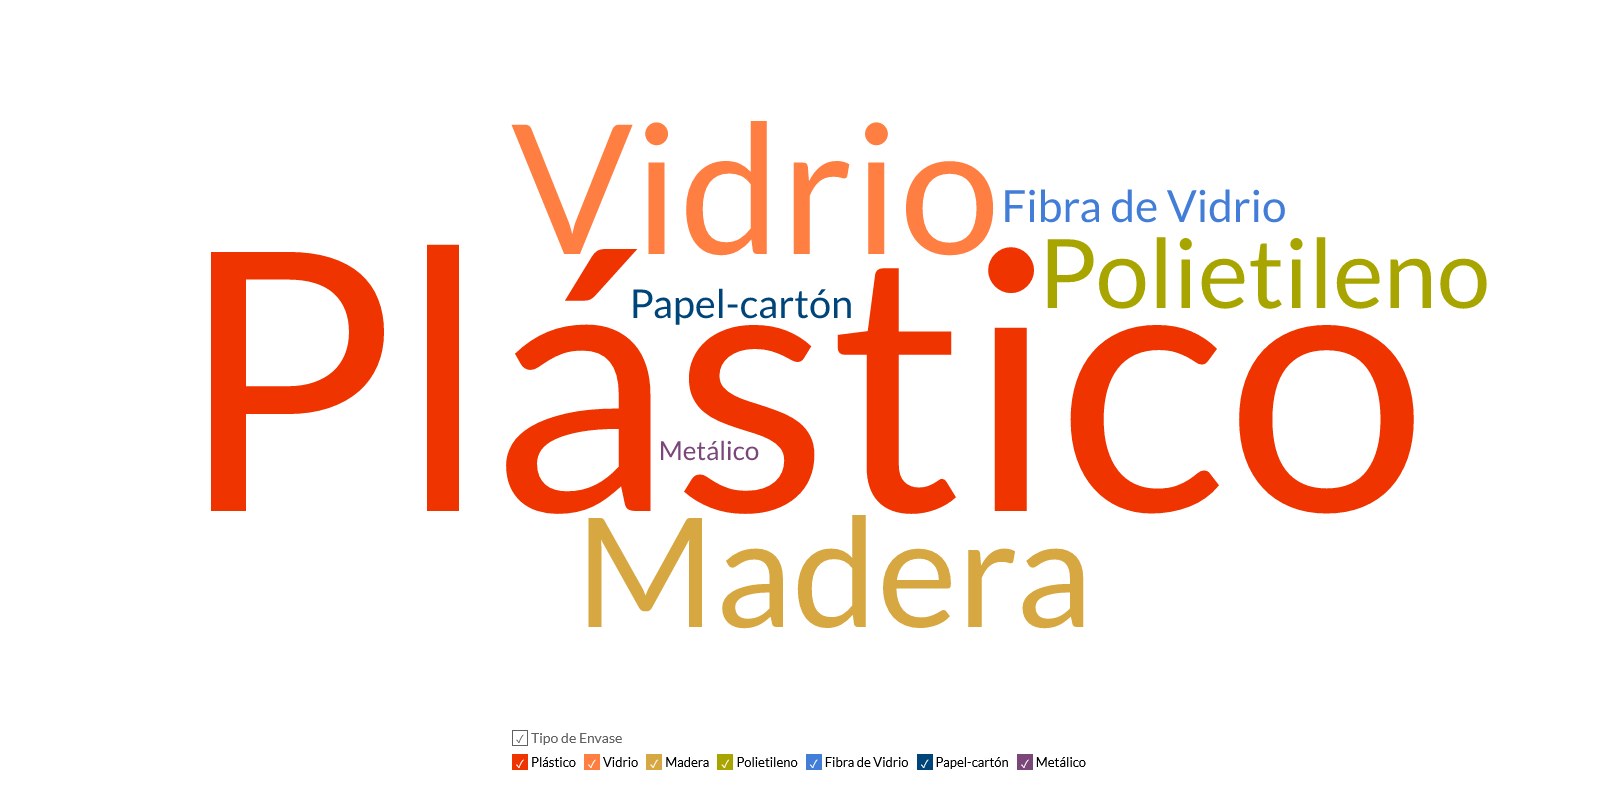 Vidrio
Fibra de Vidrio
Polietileno
Papel-cartón
Plástico
Metálico
Madera
Tipo de Envase
Plástico Vidrio Madera Polietileno Fibra de Vidrio Papel-cartón Metálico